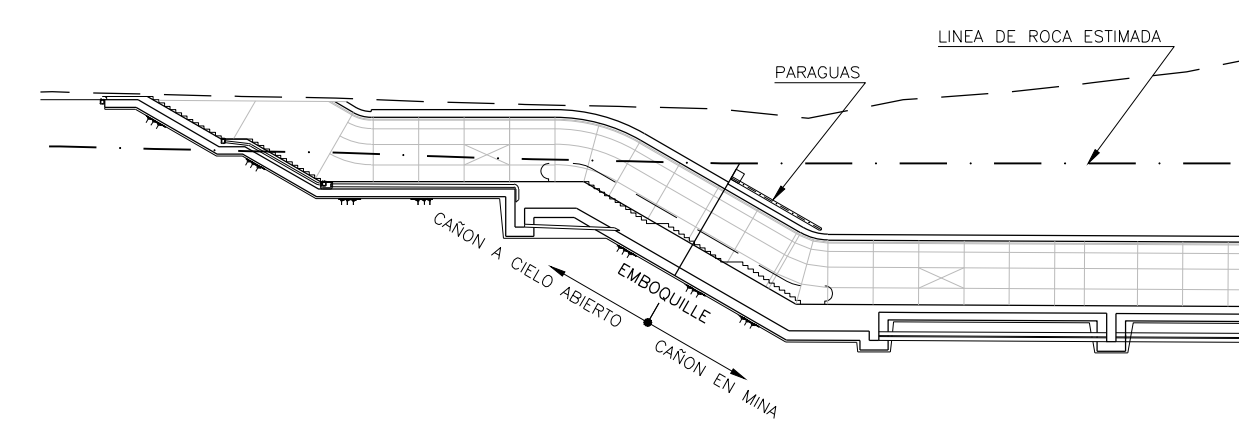 LINEA DE ROCA ESTIMADA
PARAGUAS
CAÑON A CIELO ABIERTO
EMBOQUILLE
CAÑON EN MINA